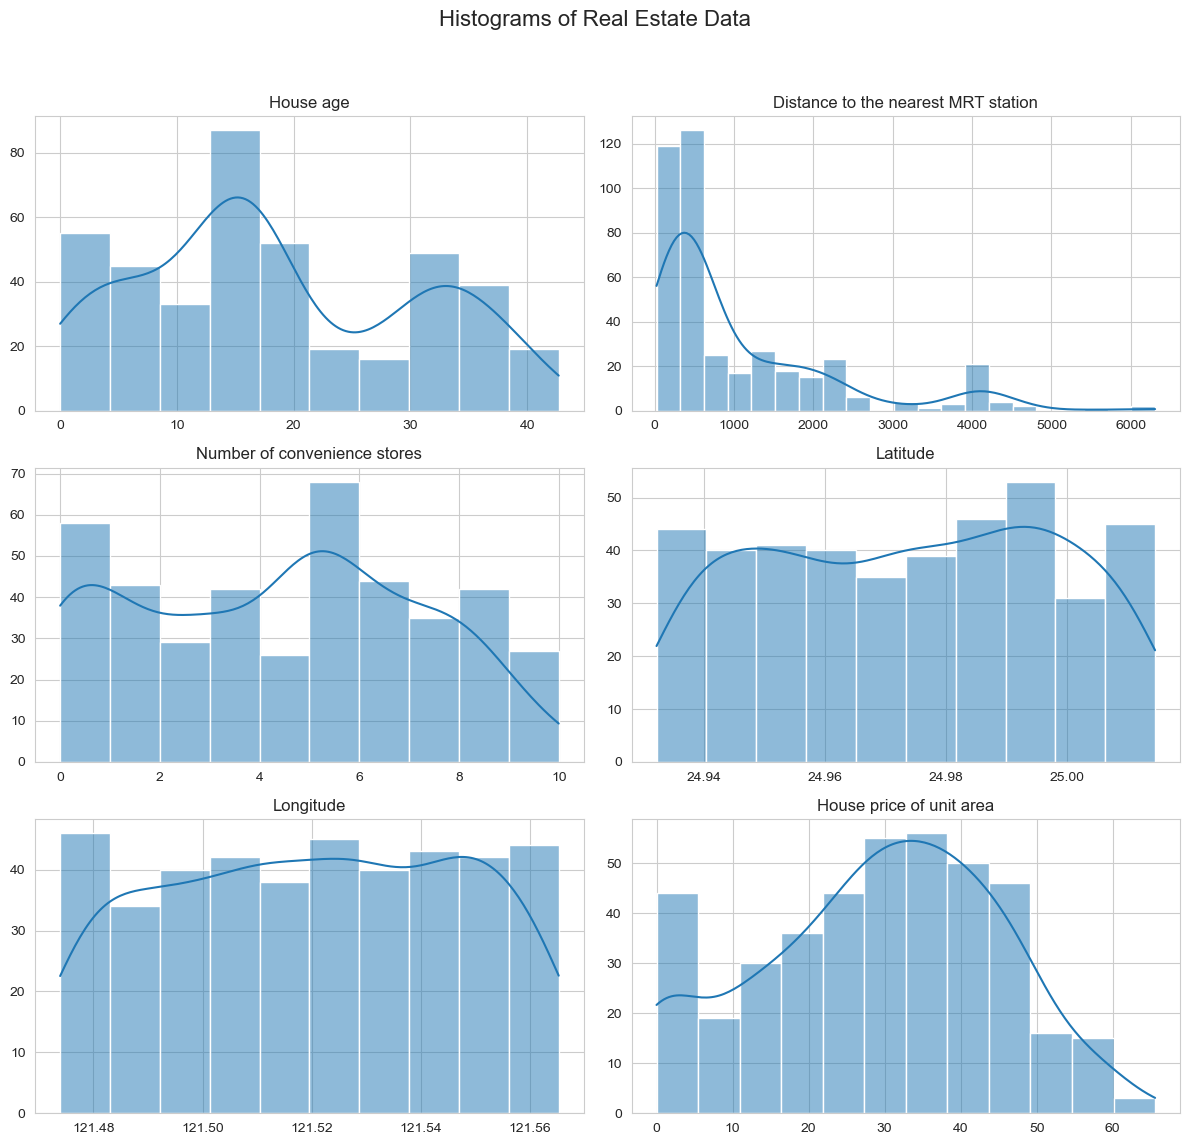 Histograms of Real Estate Data
House age
80
60
40
20
0
0 10 20 30 40
Distance to the nearest MRT station
120
100
80
60
40
20
0
0 1000 2000 3000 4000 5000 6000
Number of convenience stores
70
60
50
40
30
20
10
0
0 2 4 6 8 10
Latitude
50
40
30
20
10
0
24.94 24.96 24.98 25.00
Longitude
40
30
20
10
0
121.48 121.50 121.52 121.54 121.56
House price of unit area
50
40
30
20
10
0
0 10 20 30 40 50 60